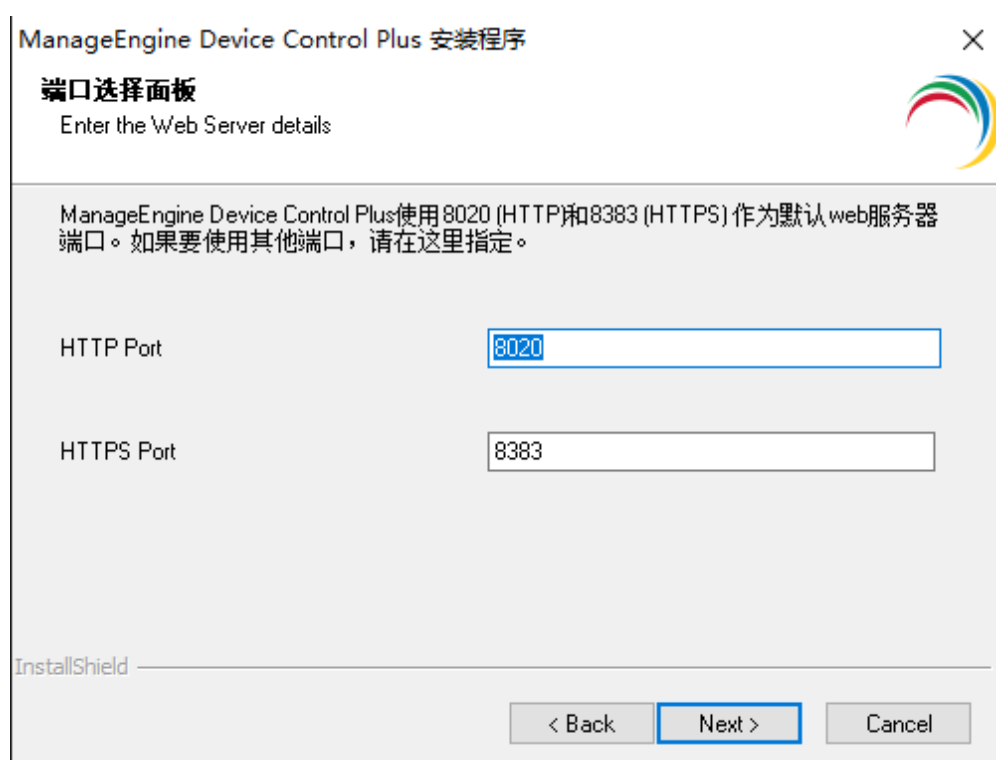 ManageEngine Device Control Plus 安装程序
端口选择面板
Enter the Web Server details
ManageEngine Device Control Plus使用8020 (HTTP)和8383 (HTTPS) 作为默认web服务器
端口。如果要使用其他端口，请在这里指定。
HTTP Port
8020
HTTPS Port
8383
InstallShield
< Back
Next >
Cancel